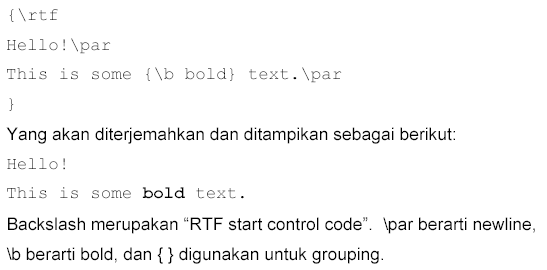 {\rtf
Hello!\par
This is some {\b bold} text.\par
}
Yang akan diterjemahkan dan ditampikan sebagai berikut:
Hello!
This is some bold text.
Backslash merupakan “RTF start control code”. \par berarti newline,
\b berarti bold, dan { } digunakan untuk grouping.